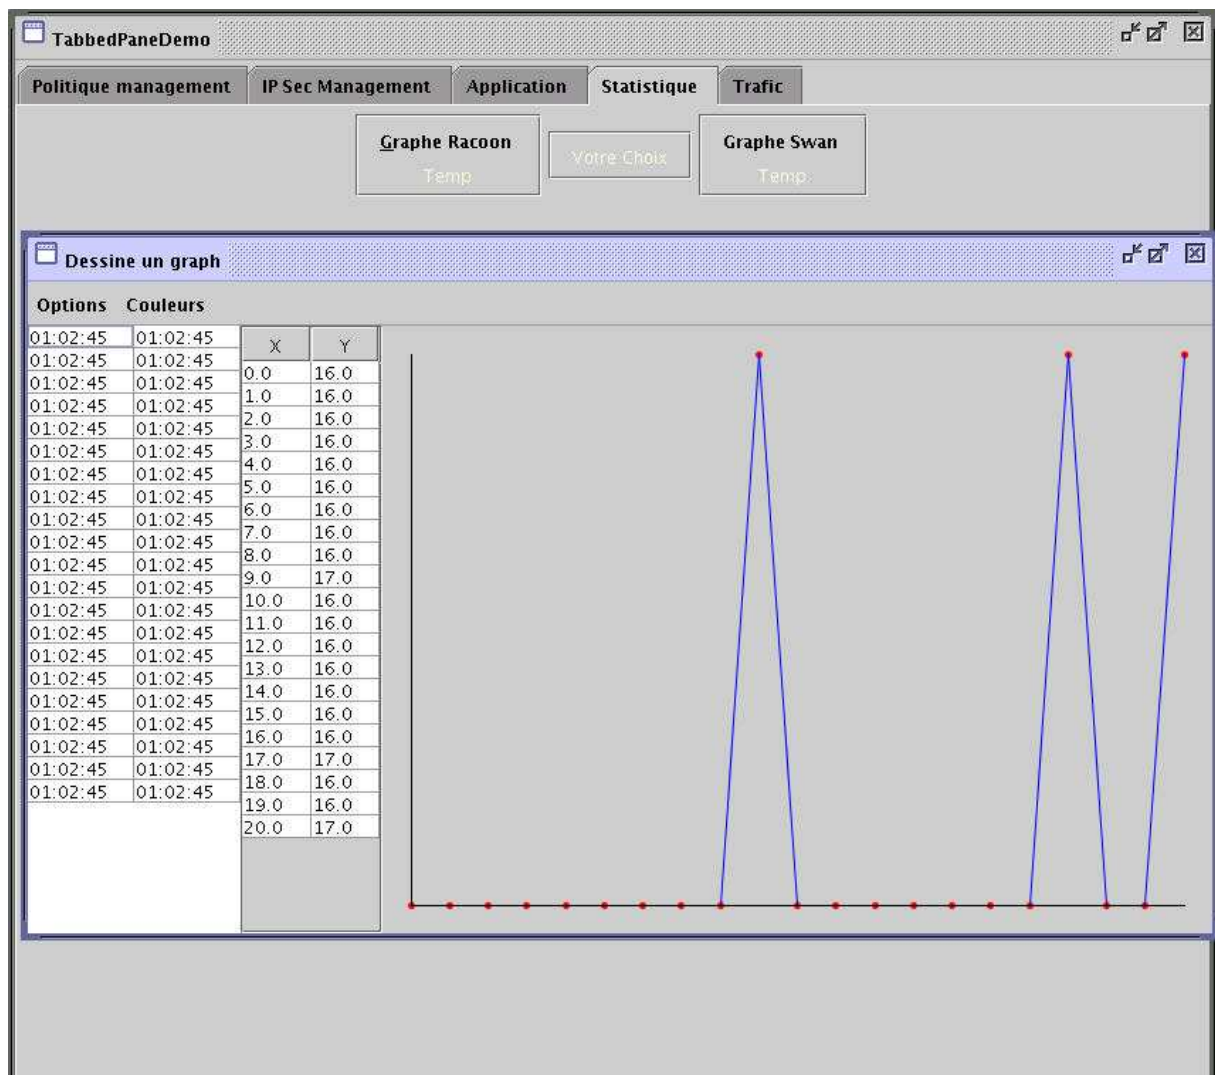 TabbedPaneDemo
Politique management IP Sec Management Application Statistique Trafic
Graphe Racoon Votre Choix Graphe Swan
Temp Temp
Dessine un graph
Options Couleurs
01:02:45 01:02:45 X Y
01:02:45 01:02:45 0.0 16.0
01:02:45 01:02:45 1.0 16.0
01:02:45 01:02:45 2.0 16.0
01:02:45 01:02:45 3.0 16.0
01:02:45 01:02:45 4.0 16.0
01:02:45 01:02:45 5.0 16.0
01:02:45 01:02:45 6.0 16.0
01:02:45 01:02:45 7.0 16.0
01:02:45 01:02:45 8.0 16.0
01:02:45 01:02:45 9.0 17.0
01:02:45 01:02:45 10.0 16.0
01:02:45 01:02:45 11.0 16.0
01:02:45 01:02:45 12.0 16.0
01:02:45 01:02:45 13.0 16.0
01:02:45 01:02:45 14.0 16.0
01:02:45 01:02:45 15.0 16.0
01:02:45 01:02:45 16.0 16.0
01:02:45 01:02:45 17.0 17.0
01:02:45 01:02:45 18.0 16.0
01:02:45 01:02:45 19.0 16.0
20.0 17.0